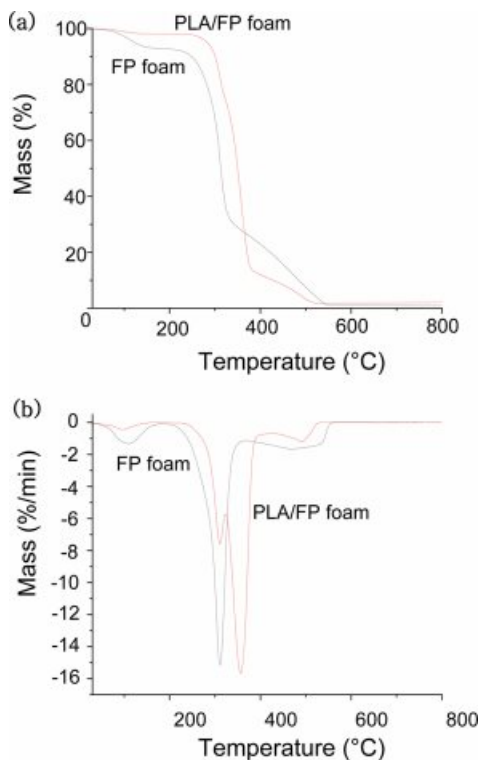 (a)
100
PLA/FP foam
FP foam
80
60
40
20
0 200 400 600 800
Mass (%)
Temperature (°C)
(b)
0
-2
FP foam
-4
PLA/FP foam
-6
-8
-10
-12
-14
-16
200 400 600 800
Mass (%/min)
Temperature (°C)